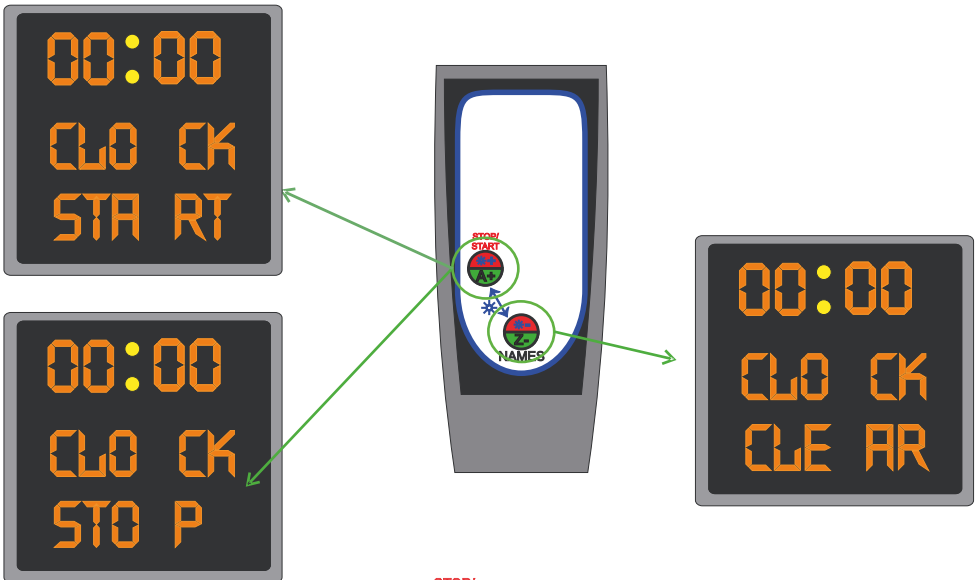 00:00
CLO CK
STA RT
00:00
CLO CK
STO P
STOP/
START
A+
Z-
NAMES
00:00
CLO CK
CLE AR
STOP/